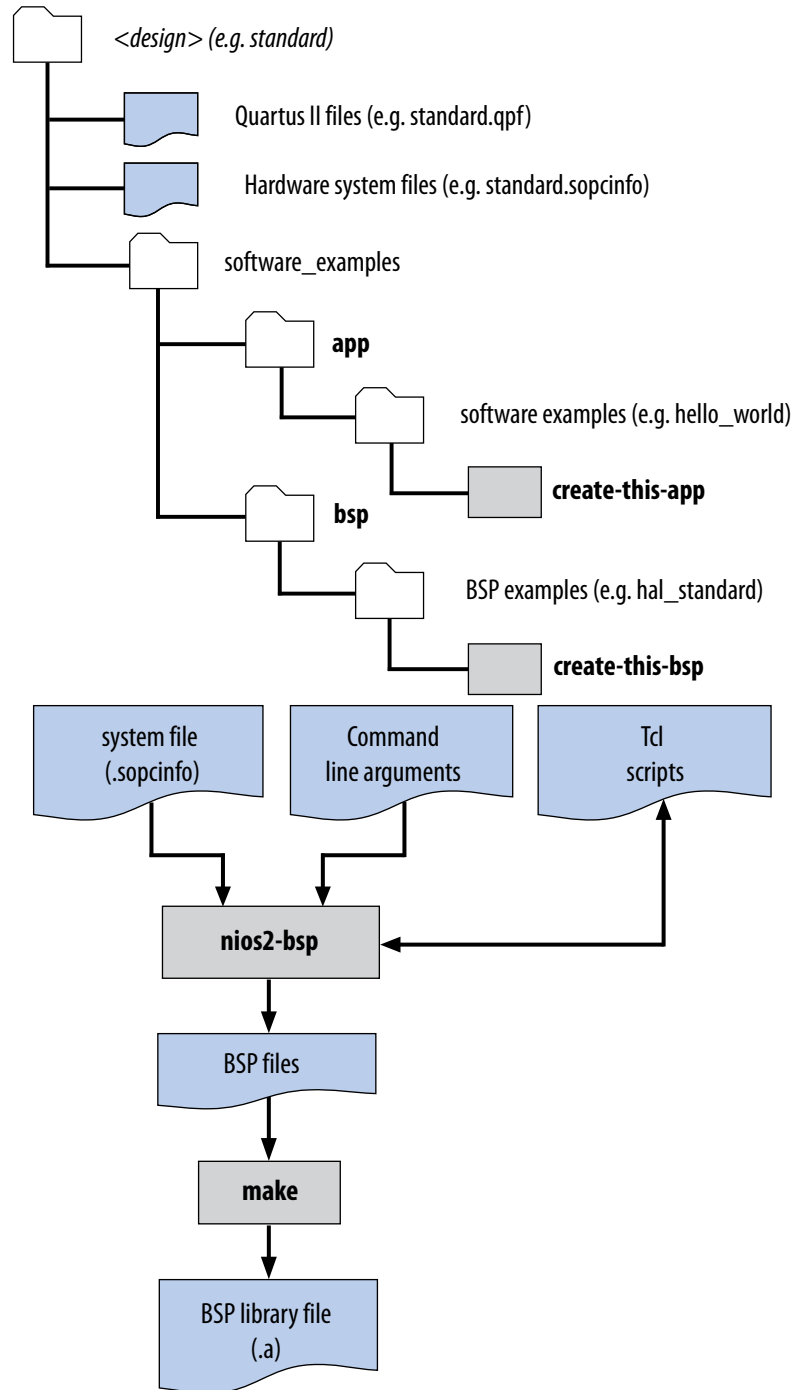 <design> (e.g. standard)
Quartus II files (e.g. standard.qpf)
Hardware system files (e.g. standard.sopcinfo)
software_examples
app
software examples (e.g. hello_world)
create-this-app
bsp
BSP examples (e.g. hal_standard)
create-this-bsp
system file
(.sopcinfo)
Command
line arguments
Tcl
scripts
nios2-bsp
BSP files
make
BSP library file
(.a)